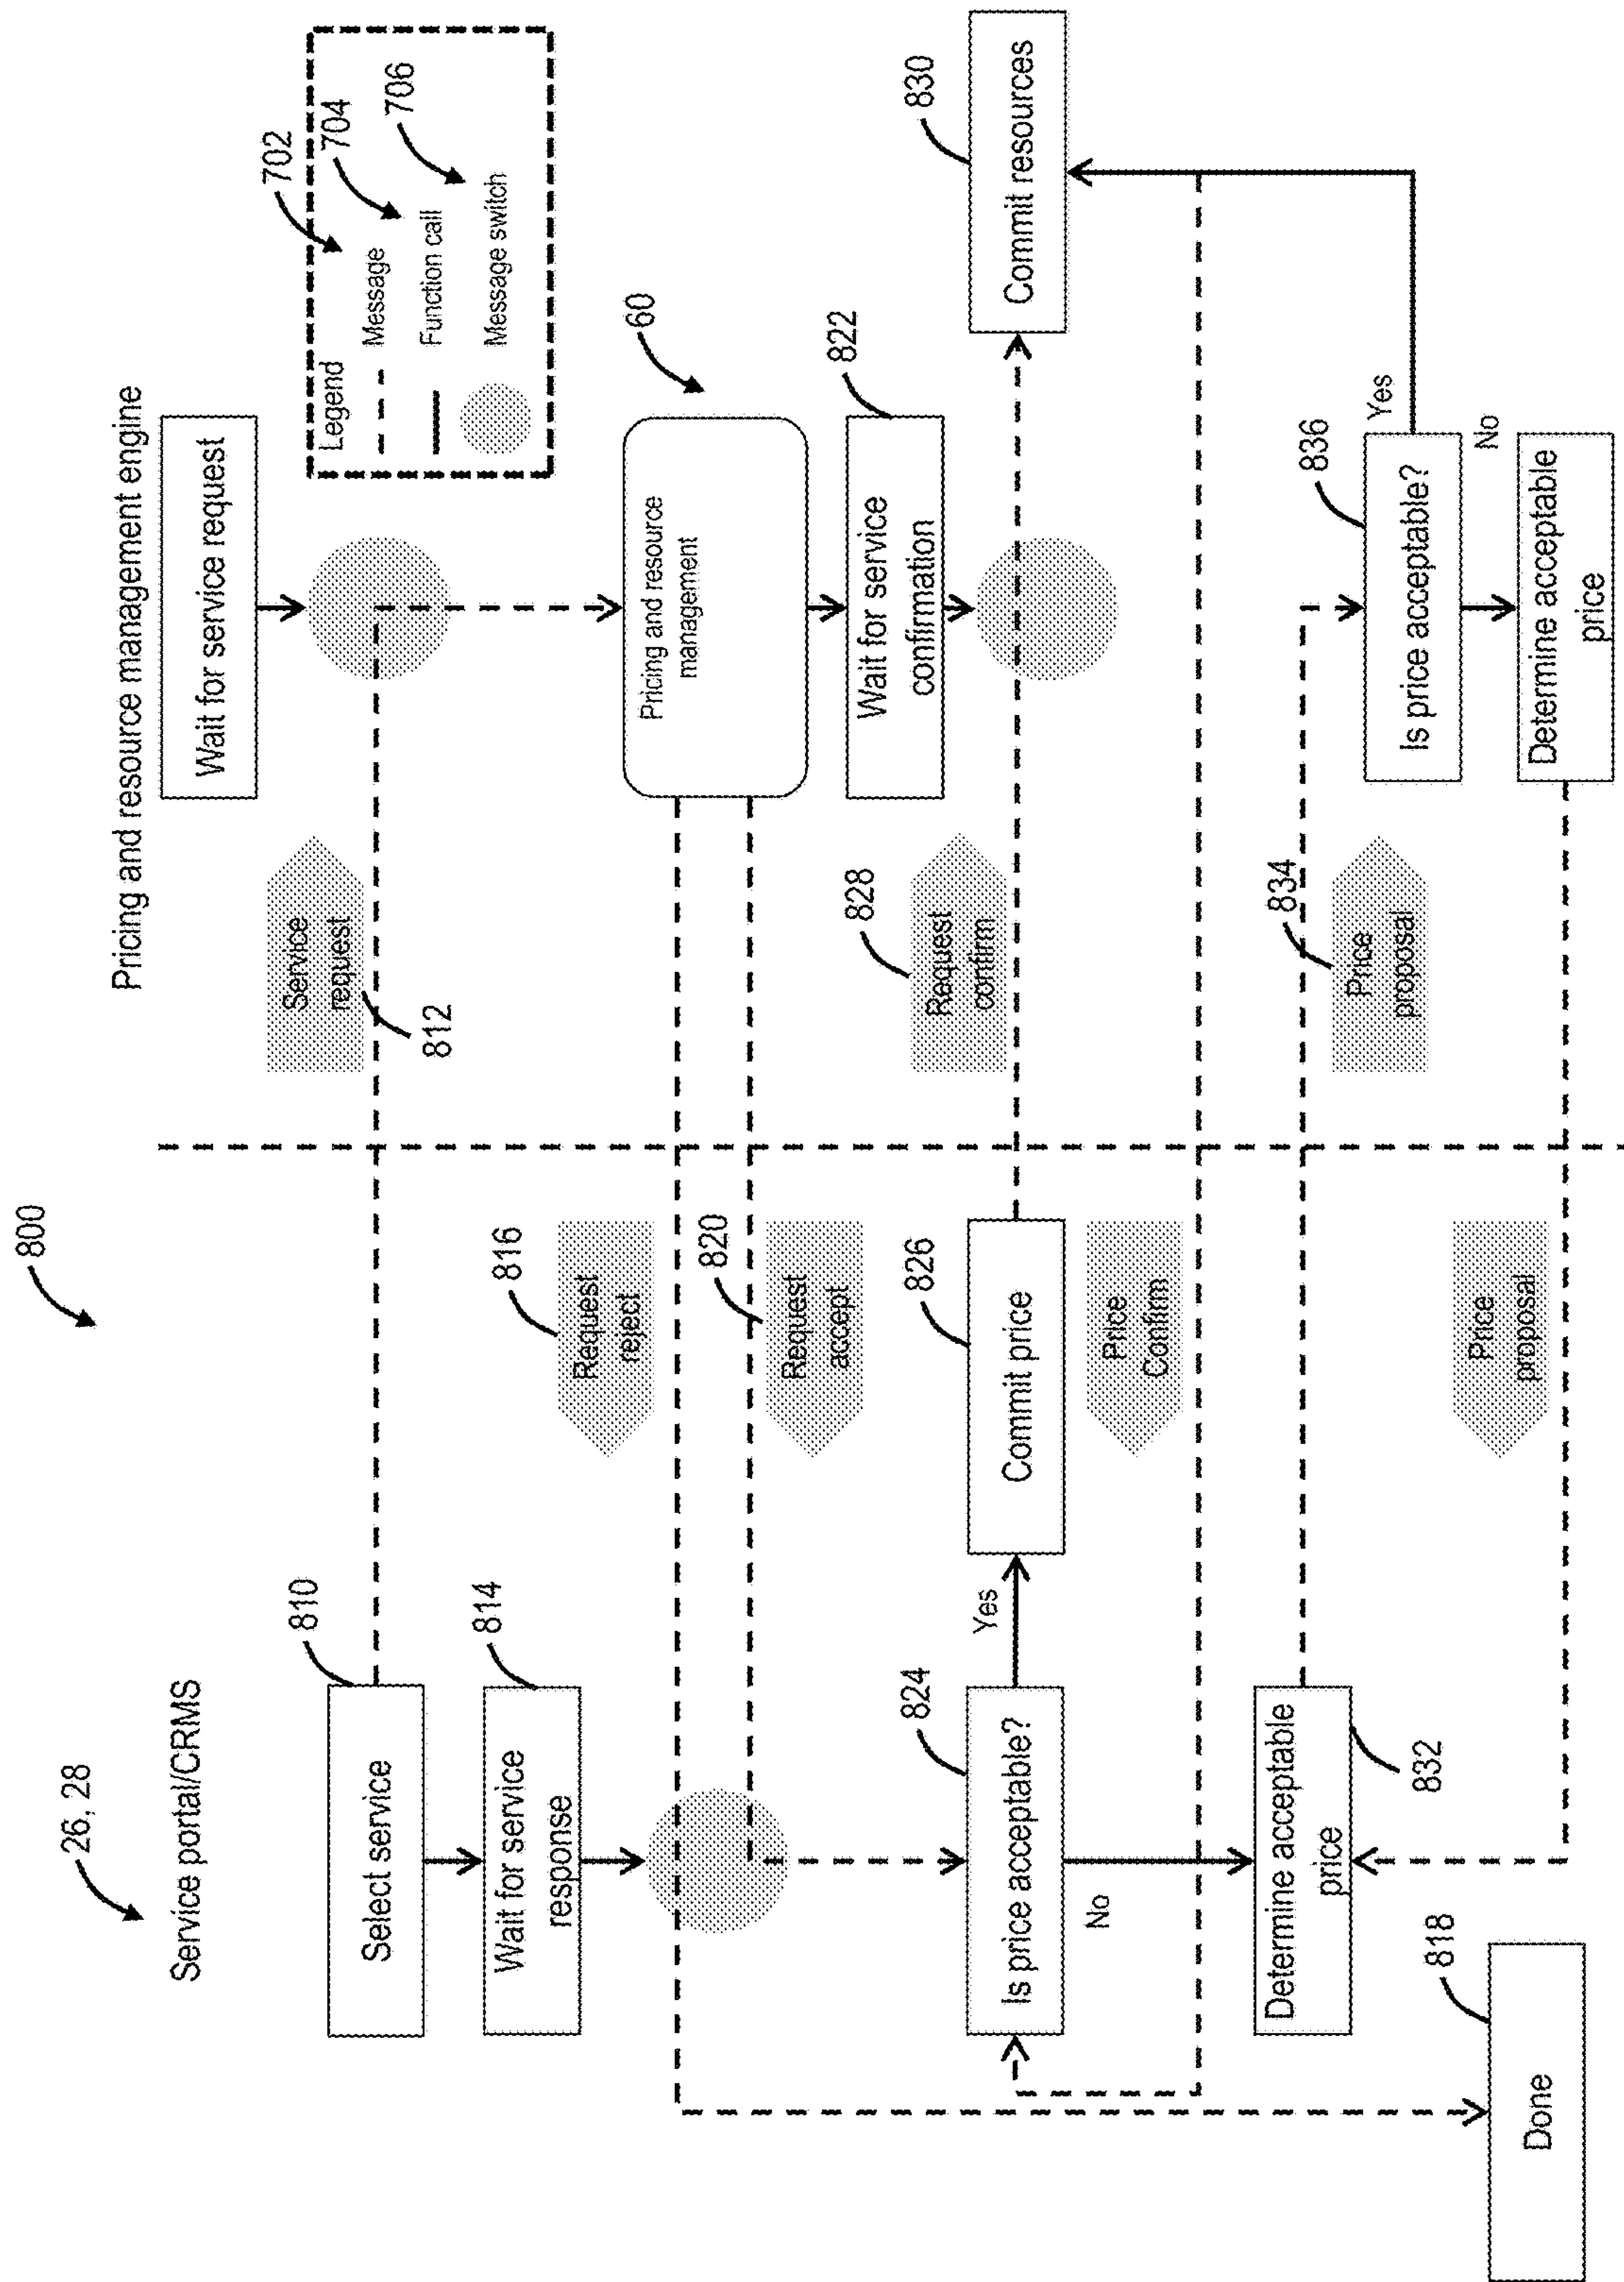 800
26, 28
Service portal/CRMS
Pricing and resource management engine
Wait for service request
Legend
Message
Function call
Message switch
702
704
706
Select service
810
Service
request
812
Wait for service
response
814
Request
reject
816
Request
accept
820
Pricing and resource
management
60
Wait for service
confirmation
822
Is price acceptable?
824
Yes
No
Commit price
826
Request
confirm
828
Commit resources
830
Price
Confirm
Determine acceptable
price
832
Price
proposal
834
Is price acceptable?
836
Yes
No
Price
proposal
Determine acceptable
price
Done
818